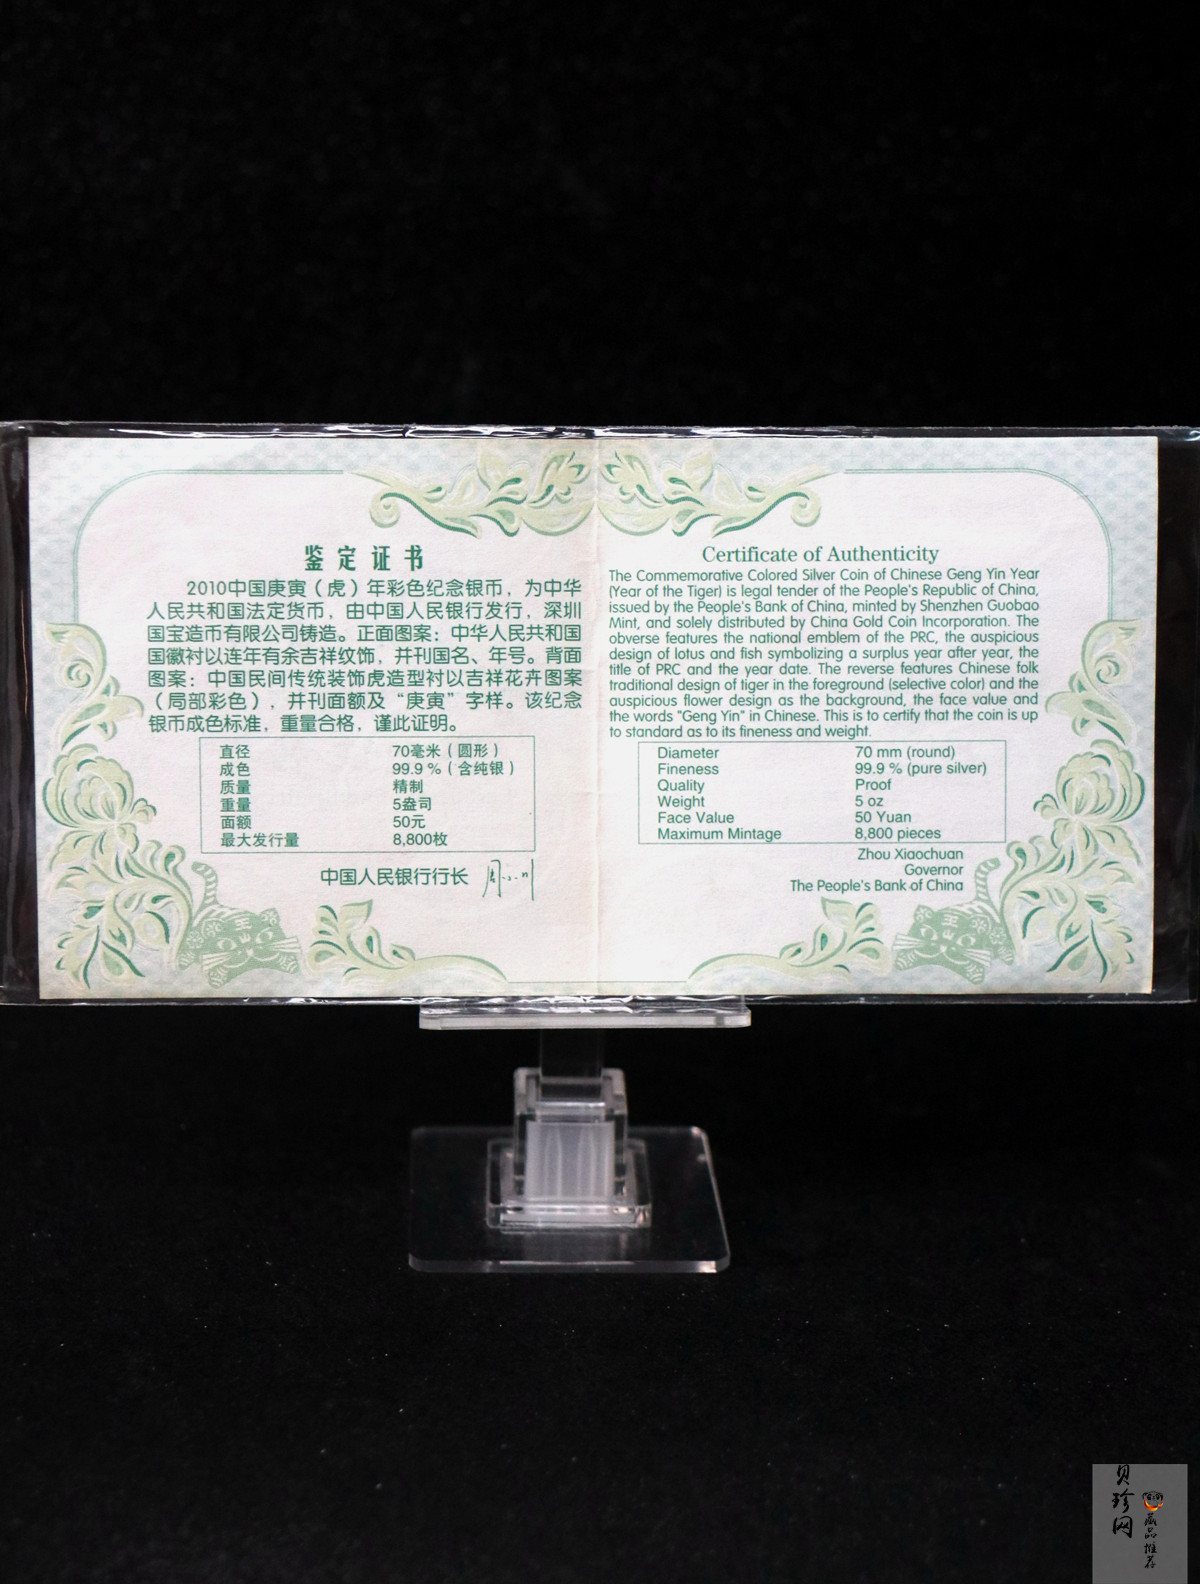 鉴定证书
2010中国庚寅（虎）年彩色纪念银币，为中华
人民共和国法定货币，由中国人民银行发行，深圳
国宝造币有限公司铸造。正面图案：中华人民共和国
国徽衬以连年有余吉祥纹饰，并刊国名、年号。背面
图案：中国民间传统装饰虎造型衬以吉祥花卉图案
（局部彩色），并刊面额及“庚寅”字样。该纪念
银币成色标准，重量合格，谨此证明。
直径 70毫米（圆形）
成色 99.9％（含纯银）
质量 精制
重量 5盎司
面额 50元
最大发行量 8,800枚
中国人民银行行长
Certificate of Authenticity
The Commemorative Colored Silver Coin of Chinese Geng Yin Year
(Year of the Tiger) is legal tender of the People's Republic of China,
issued by the People's Bank of China, minted by Shenzhen Guobao
Mint, and solely distributed by China Gold Coin Incorporation. The
obverse features the national emblem of the PRC, the auspicious
design of lotus and fish symbolizing a surplus year after year, the
title of PRC and the year date. The reverse features Chinese folk
traditional design of tiger in the foreground (selective color) and the
auspicious flower design as the background, the face value and
the words "Geng Yin" in Chinese. This is to certify that the coin is up
to standard as to its fineness and weight.
Diameter 70 mm (round)
Fineness 99.9 % (pure silver)
Quality Proof
Weight 5 oz
Face Value 50 Yuan
Maximum Mintage 8,800 pieces
Zhou Xiaochuan
Governor
The People's Bank of China
王
王
贝珍网
藏品推荐